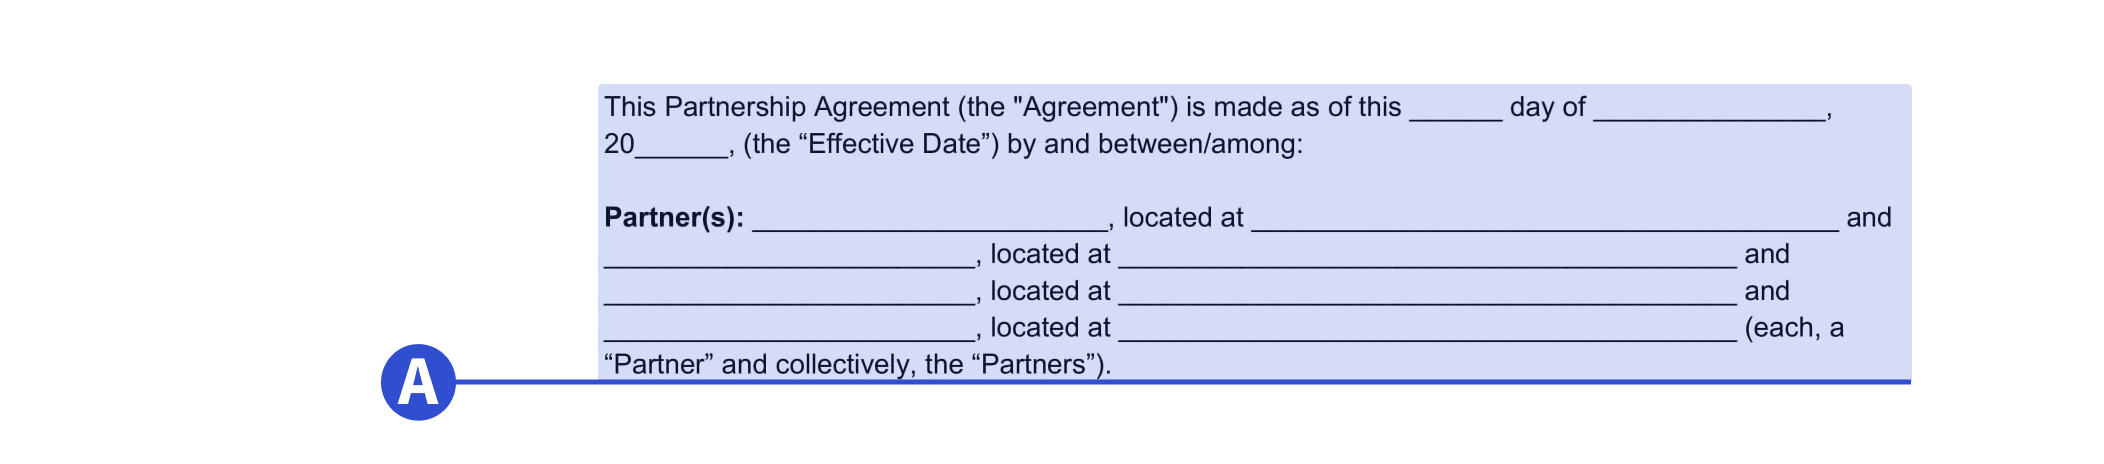 This Partnership Agreement (the "Agreement") is made as of this ______ day of _______________,
20______, (the “Effective Date”) by and between/among:
Partner(s): _______________________, located at ______________________________________ and
________________________, located at ________________________________________ and
________________________, located at ________________________________________ and
________________________, located at ________________________________________ (each, a
“Partner” and collectively, the “Partners”).
A